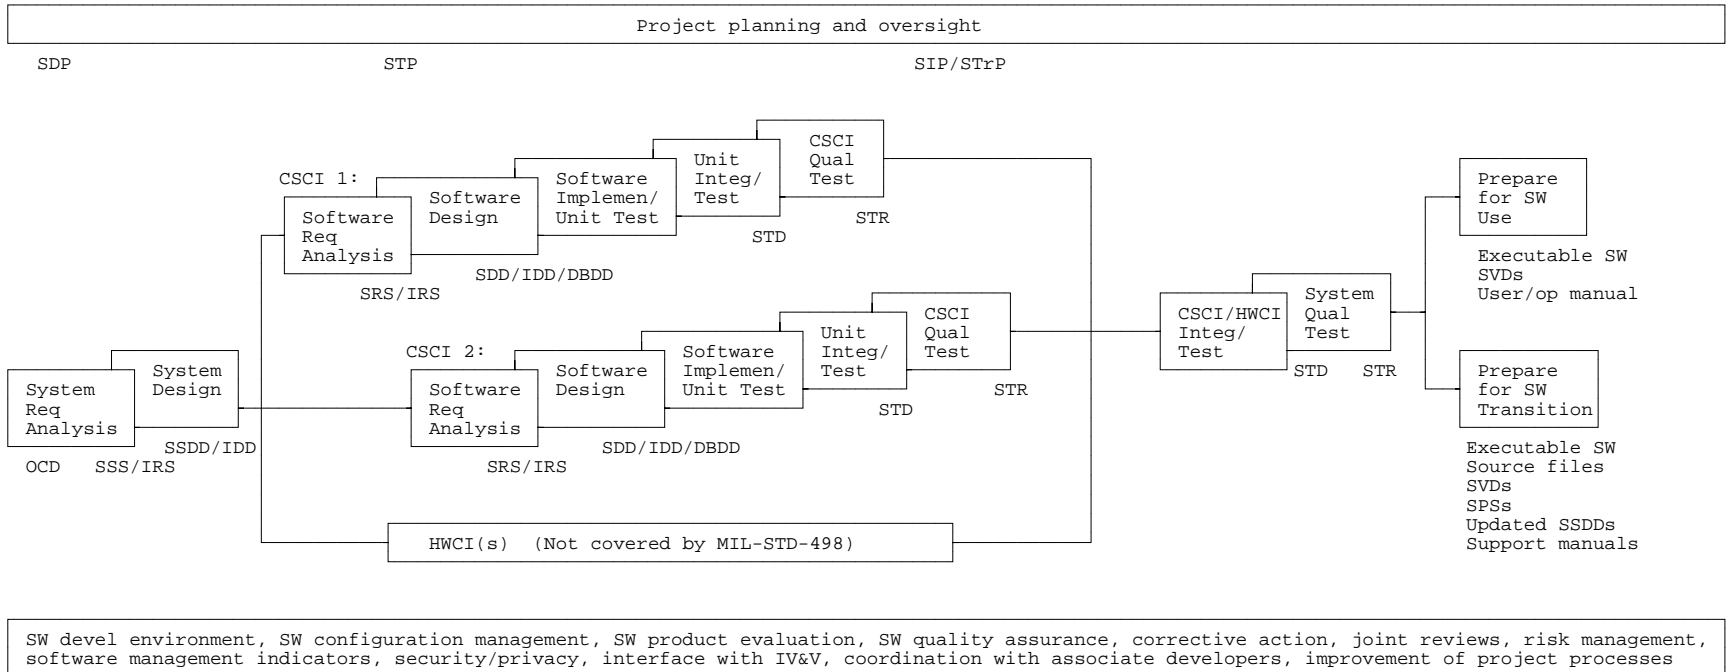 Project planning and oversight
SDP
STP
SIP/STrP
CSCI 1:
Software
Req
Analysis
SRS/IRS
Software
Design
SDD/IDD/DBDD
Software
Implemen/
Unit Test
Unit
Integ/
Test
STD
CSCI
Qual
Test
STR
System
Req
Analysis
OCD
SSS/IRS
System
Design
SSDD/IDD
CSCI 2:
Software
Req
Analysis
SRS/IRS
Software
Design
SDD/IDD/DBDD
Software
Implemen/
Unit Test
Unit
Integ/
Test
STD
CSCI
Qual
Test
STR
HWCI(s) (Not covered by MIL-STD-498)
CSCI/HWCI
Integ/
Test
STD
System
Qual
Test
STR
Prepare
for SW
Use
Executable SW
SVDs
User/op manual
Prepare
for SW
Transition
Executable SW
Source files
SVDs
SPSs
Updated SSDDs
Support manuals
SW devel environment, SW configuration management, SW product evaluation, SW quality assurance, corrective action, joint reviews, risk management,
software management indicators, security/privacy, interface with IV&V, coordination with associate developers, improvement of project processes